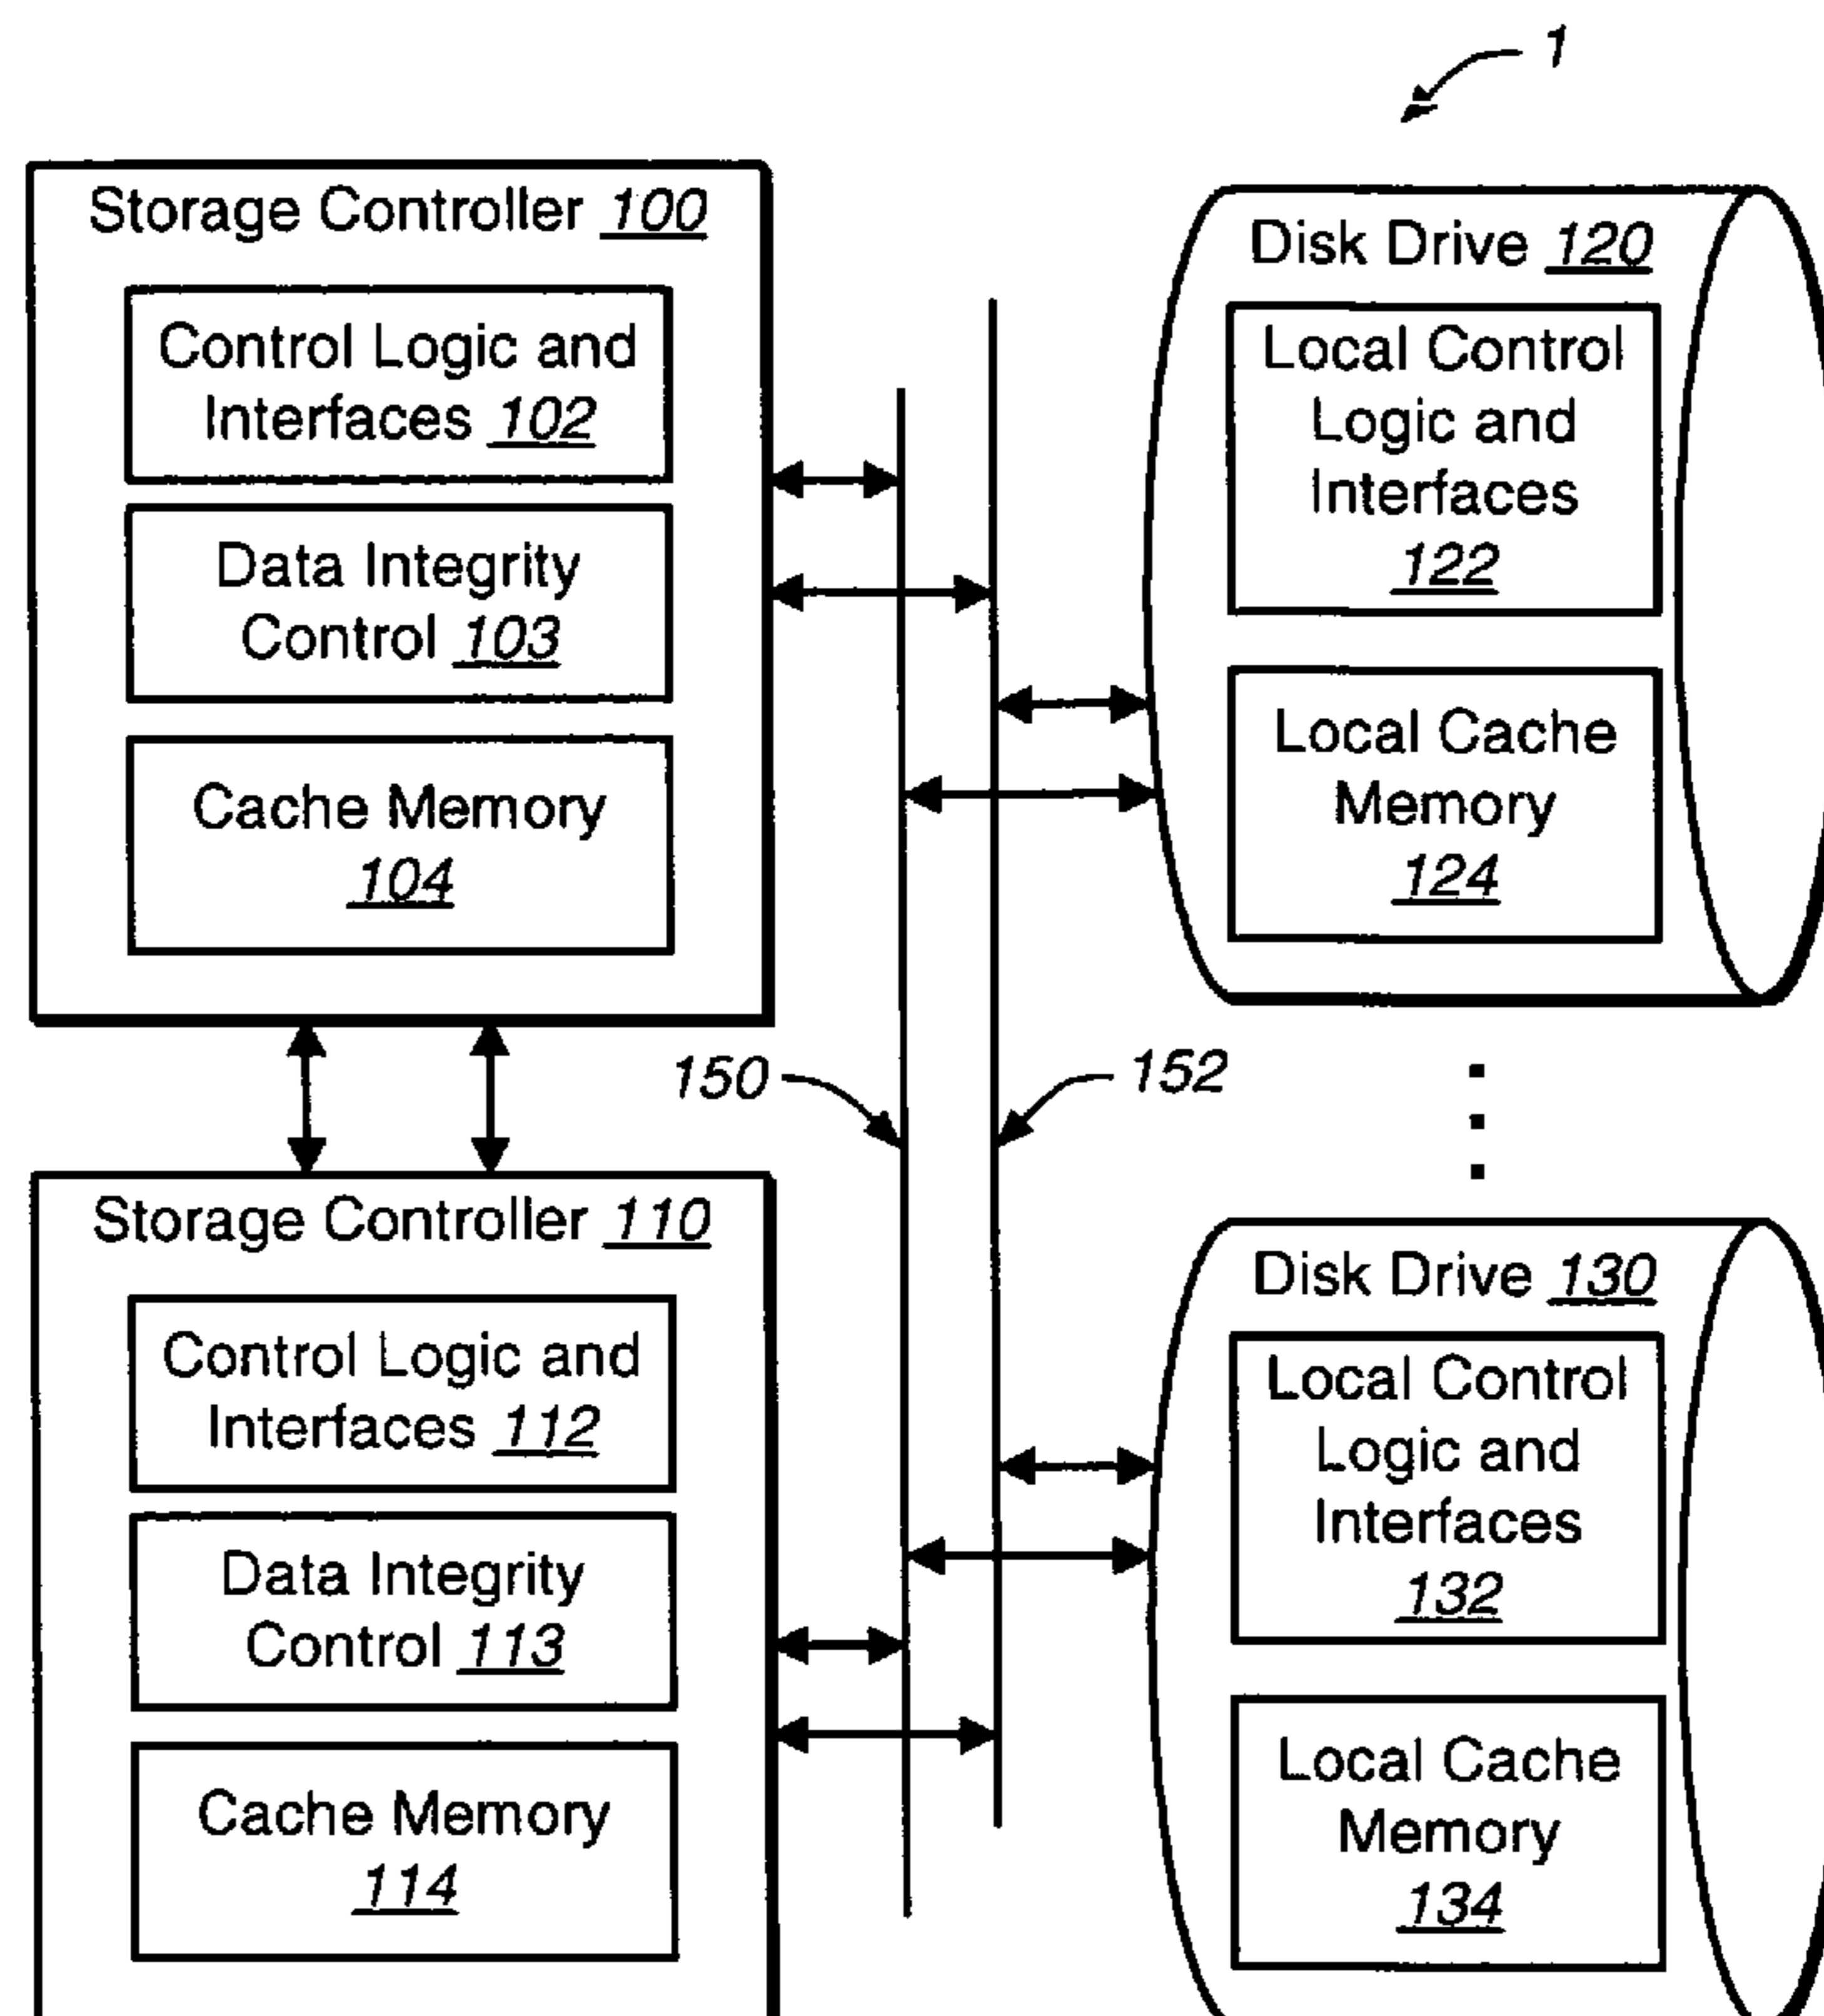 1
Storage Controller 100
Control Logic and
Interfaces 102
Data Integrity
Control 103
Cache Memory
104
Disk Drive 120
Local Control
Logic and
Interfaces
122
Local Cache
Memory
124
150
152
Storage Controller 110
Control Logic and
Interfaces 112
Data Integrity
Control 113
Cache Memory
114
Disk Drive 130
Local Control
Logic and
Interfaces
132
Local Cache
Memory
134